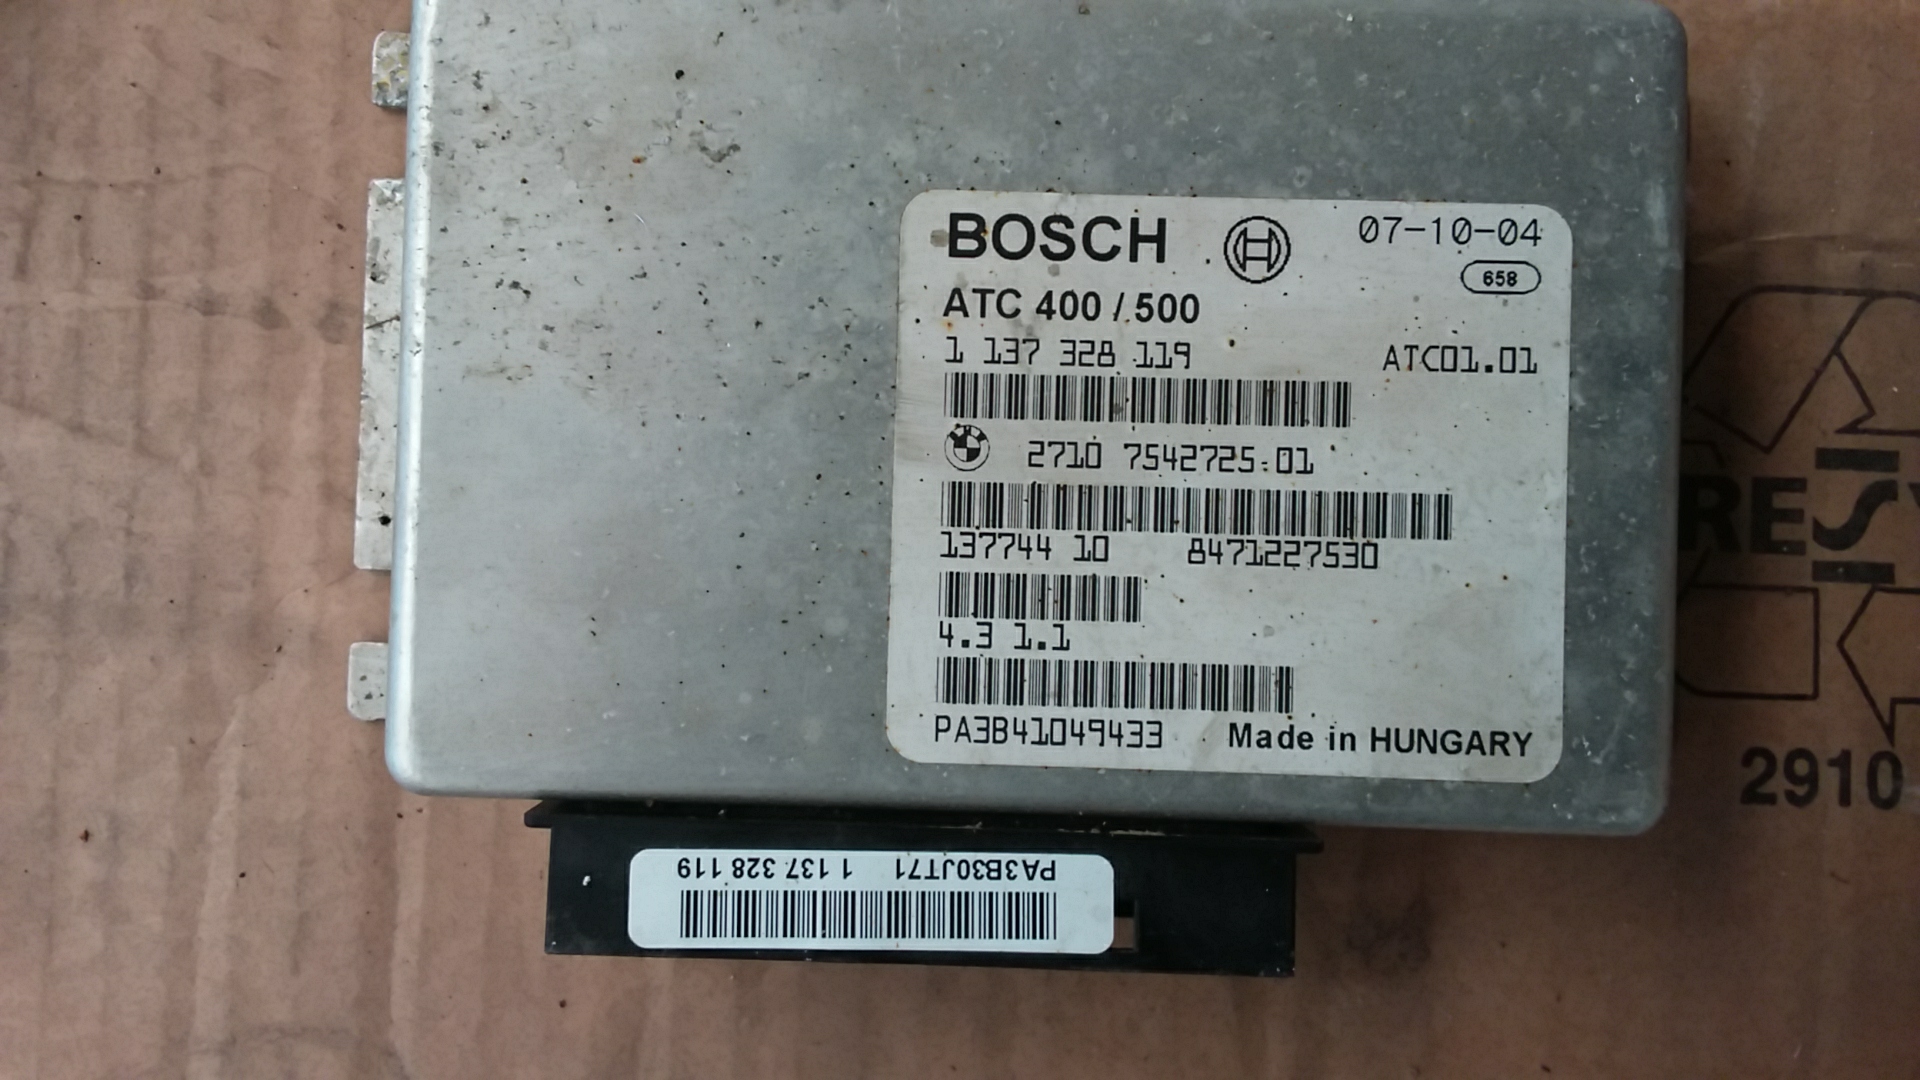 BOSCH 07-10-04
658
ATC 400 / 500
1 137 328 119 ATC01.01
2710 7542725-01
137744 10 8471227530
4.3 1.1
PA3B41049433 Made in HUNGARY
PA3B30JT71 1 137 328 119
RESY
2910